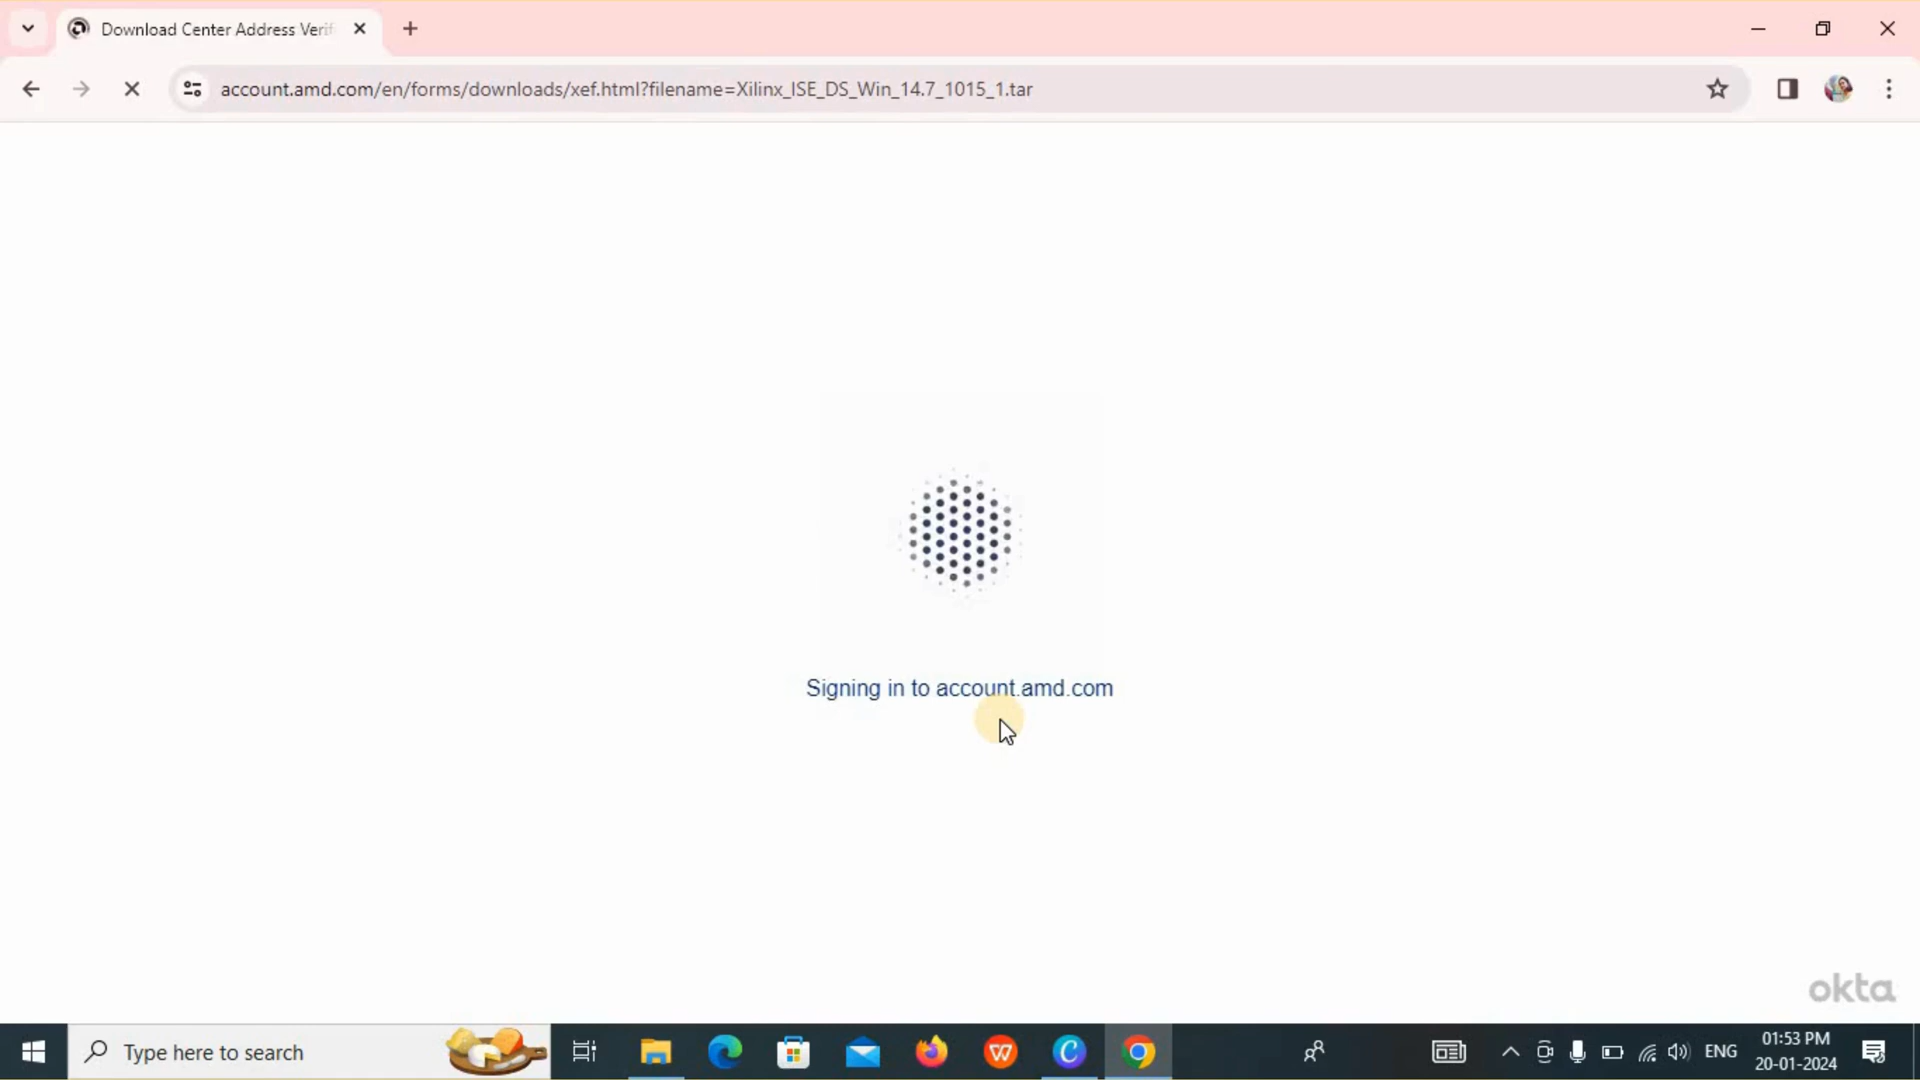 Download Center Address Verif
account.amd.com/en/forms/downloads/xef.html?filename=Xilinx_ISE_DS_Win_14.7_1015_1.tar
Signing in to account.amd.com
okta
Type here to search
W
C
ENG
01:53 PM
20-01-2024